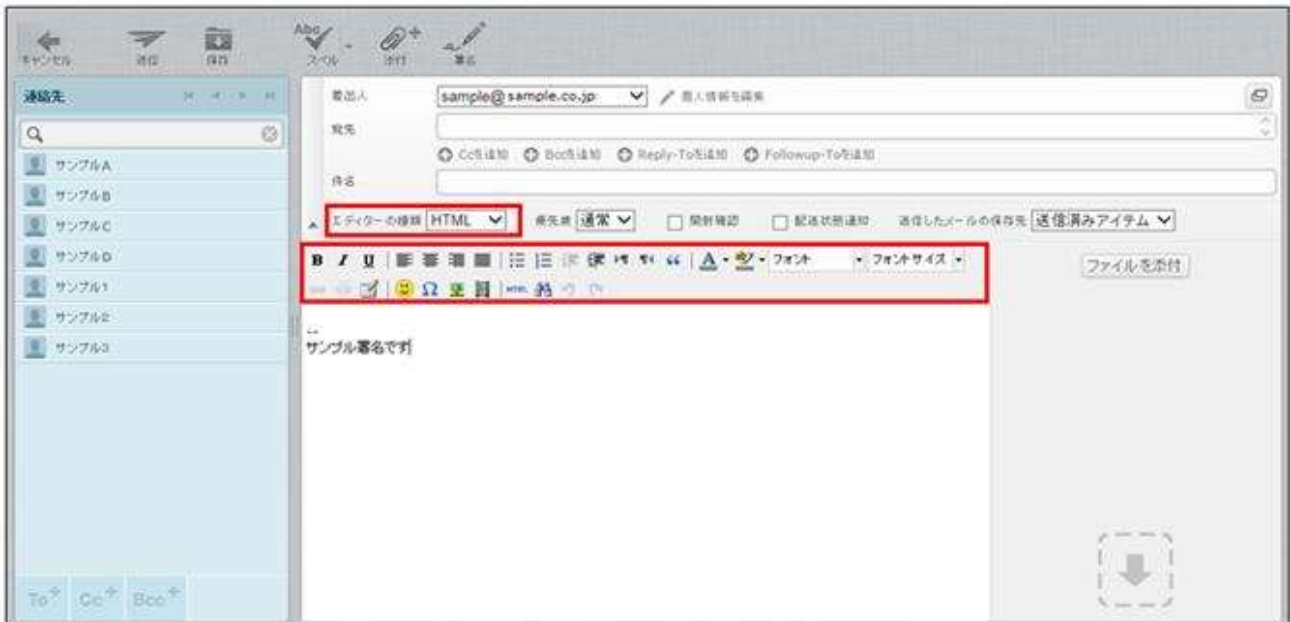 キャンセル 送信 保存 Abc スペル 添付 署名
連絡先
サンプルA
サンプルB
サンプルC
サンプルD
サンプル1
サンプル2
サンプル3
To+ Cc+ Bcc+
差出人 sample@sample.co.jp 個人情報を編集
宛先
Ccを追加 Bccを追加 Reply-Toを追加 Followup-Toを追加
件名
エディターの種類 HTML 優先度 通常 開封確認 配送状態通知 送信したメールの保存先 送信済みアイテム
B I U A フォント フォントサイズ
Ω HTML
--
サンプル署名です
ファイルを添付